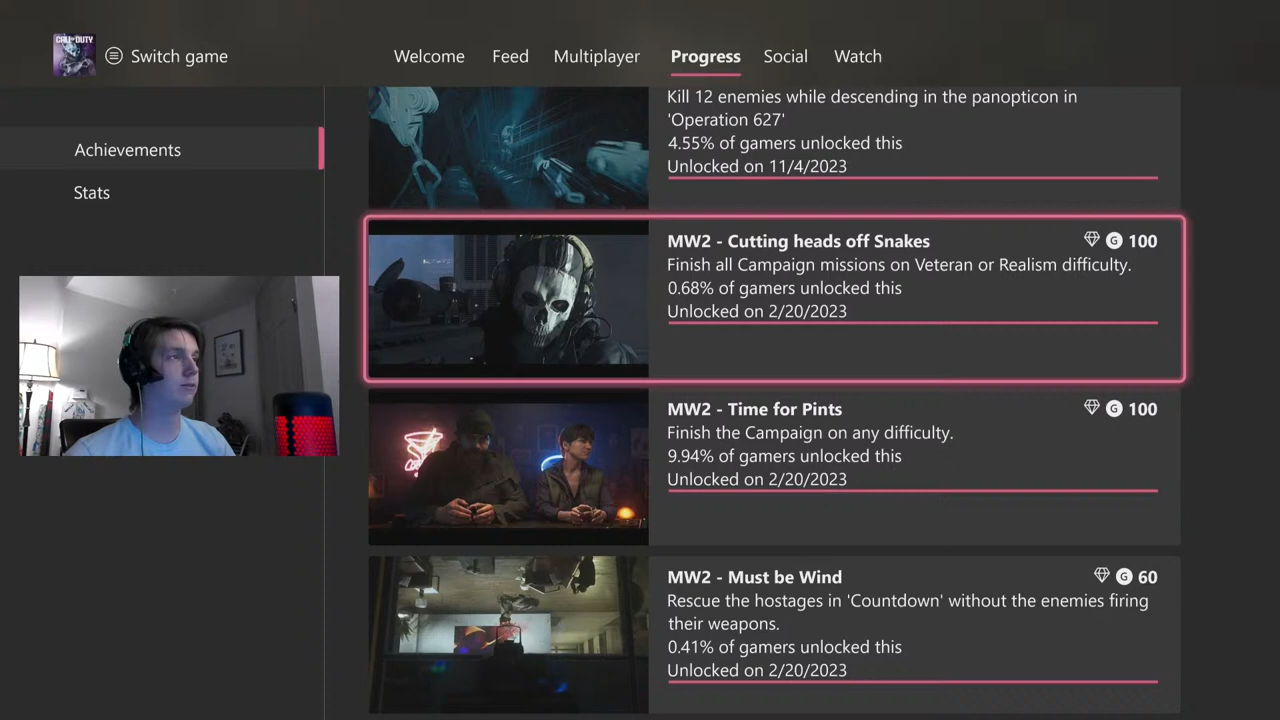 CALL OF DUTY
Switch game
Welcome Feed Multiplayer Progress Social Watch
Achievements
Stats
Kill 12 enemies while descending in the panopticon in
'Operation 627'
4.55% of gamers unlocked this
Unlocked on 11/4/2023
MW2 - Cutting heads off Snakes G 100
Finish all Campaign missions on Veteran or Realism difficulty.
0.68% of gamers unlocked this
Unlocked on 2/20/2023
MW2 - Time for Pints G 100
Finish the Campaign on any difficulty.
9.94% of gamers unlocked this
Unlocked on 2/20/2023
MW2 - Must be Wind G 60
Rescue the hostages in 'Countdown' without the enemies firing
their weapons.
0.41% of gamers unlocked this
Unlocked on 2/20/2023